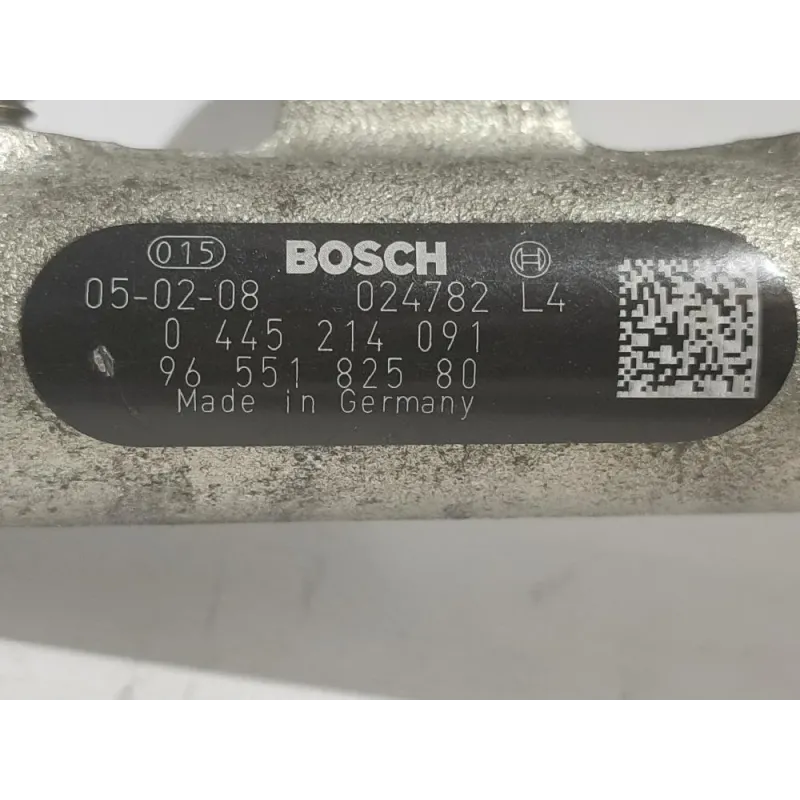 015 BOSCH H
05-02-08 024782 L4
0 445 214 091
96 551 825 80
Made in Germany